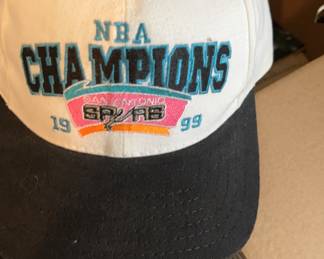 NBA
CHAMPIONS
SAN ANTONIO
SPURS
19 99